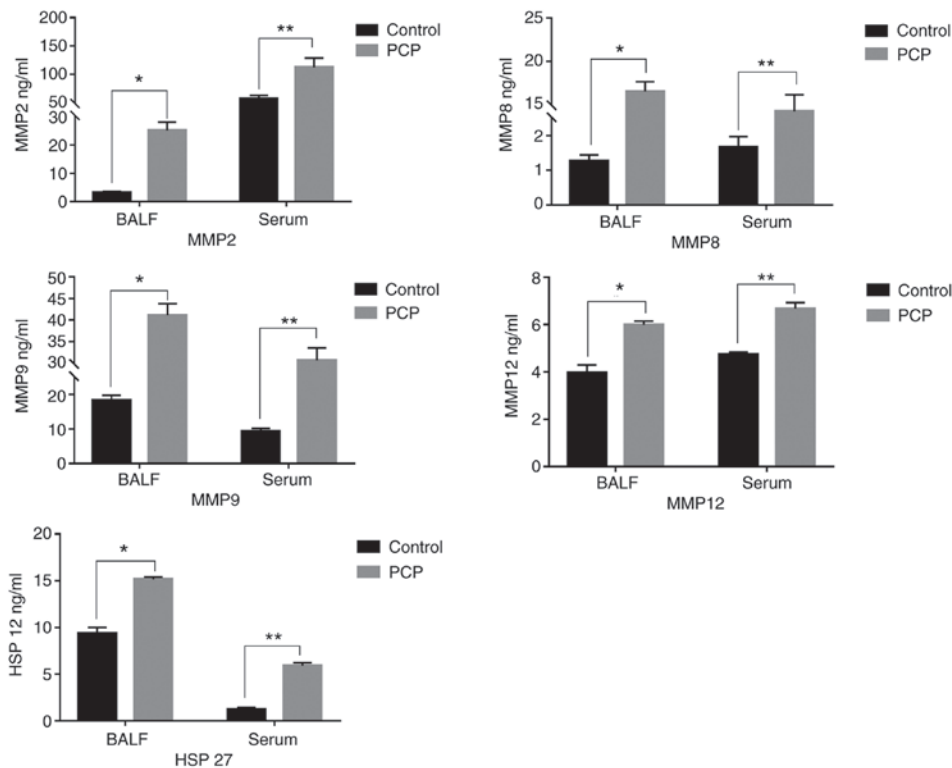 Control
PCP
MMP2 ng/ml
200
150
100
50
30
20
10
0
*
**
BALF
Serum
MMP2
Control
PCP
MMP8 ng/ml
25
20
15
2
1
0
*
**
BALF
Serum
MMP8
Control
PCP
MMP9 ng/ml
50
45
40
35
30
20
10
0
*
**
BALF
Serum
MMP9
Control
PCP
MMP12 ng/ml
8
6
4
2
0
*
**
BALF
Serum
MMP12
Control
PCP
HSP 12 ng/ml
20
15
10
5
0
*
**
BALF
Serum
HSP 27